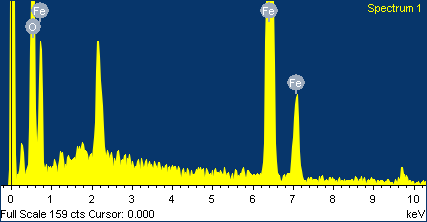 Spectrum 1
Fe
Fe
O
Fe
0 1 2 3 4 5 6 7 8 9 10
Full Scale 159 cts Cursor: 0.000 keV